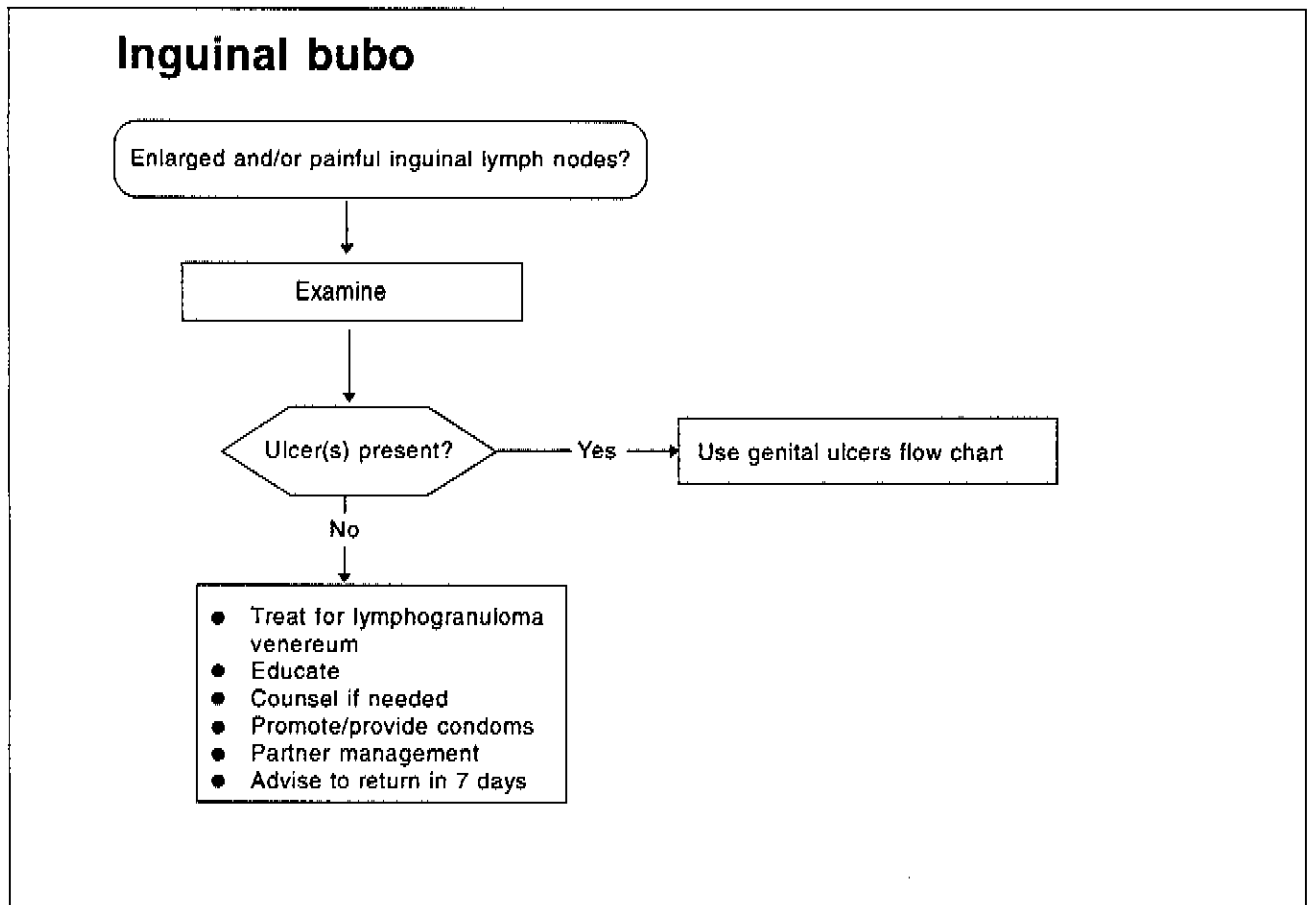 Inguinal bubo
Enlarged and/or painful inguinal lymph nodes?
Examine
Ulcer(s) present?
Yes
Use genital ulcers flow chart
No
● Treat for lymphogranuloma
venereum
● Educate
● Counsel if needed
● Promote/provide condoms
● Partner management
● Advise to return in 7 days